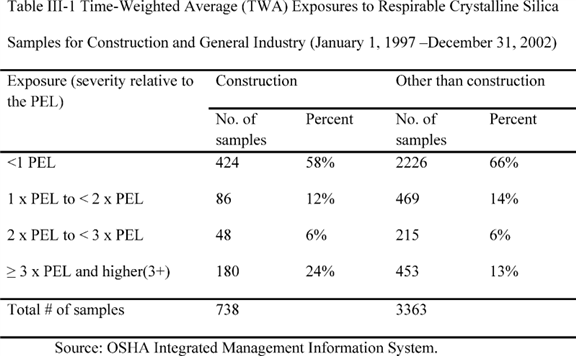 Table III-1 Time-Weighted Average (TWA) Exposures to Respirable Crystalline Silica
Samples for Construction and General Industry (January 1, 1997 –December 31, 2002)
Exposure (severity relative to the PEL) Construction Other than construction
No. of samples Percent No. of samples Percent
<1 PEL 424 58% 2226 66%
1 x PEL to < 2 x PEL 86 12% 469 14%
2 x PEL to < 3 x PEL 48 6% 215 6%
≥ 3 x PEL and higher(3+) 180 24% 453 13%
Total # of samples 738 3363
Source: OSHA Integrated Management Information System.